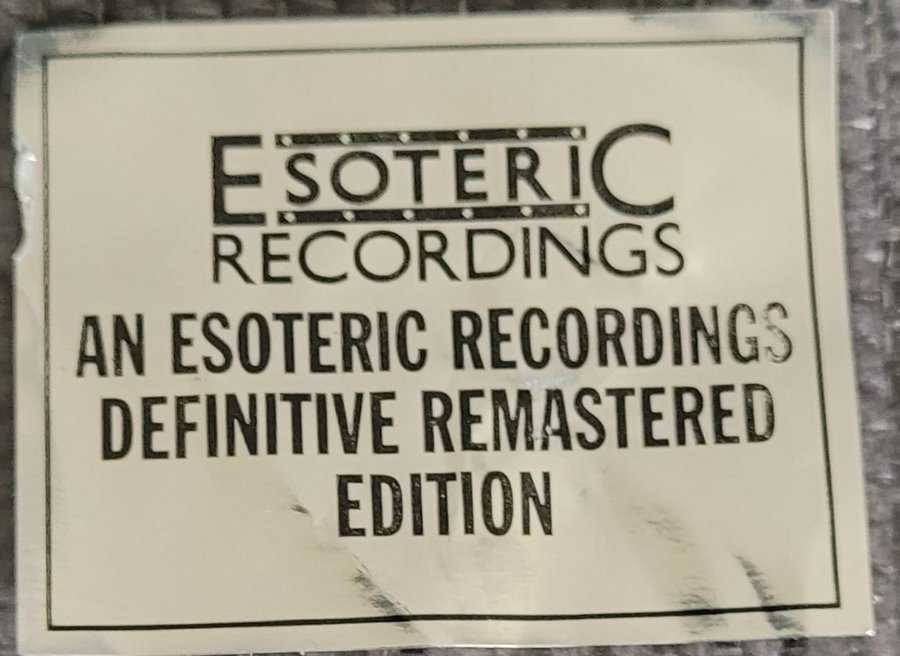 ESOTERIC
RECORDINGS
AN ESOTERIC RECORDINGS
DEFINITIVE REMASTERED
EDITION